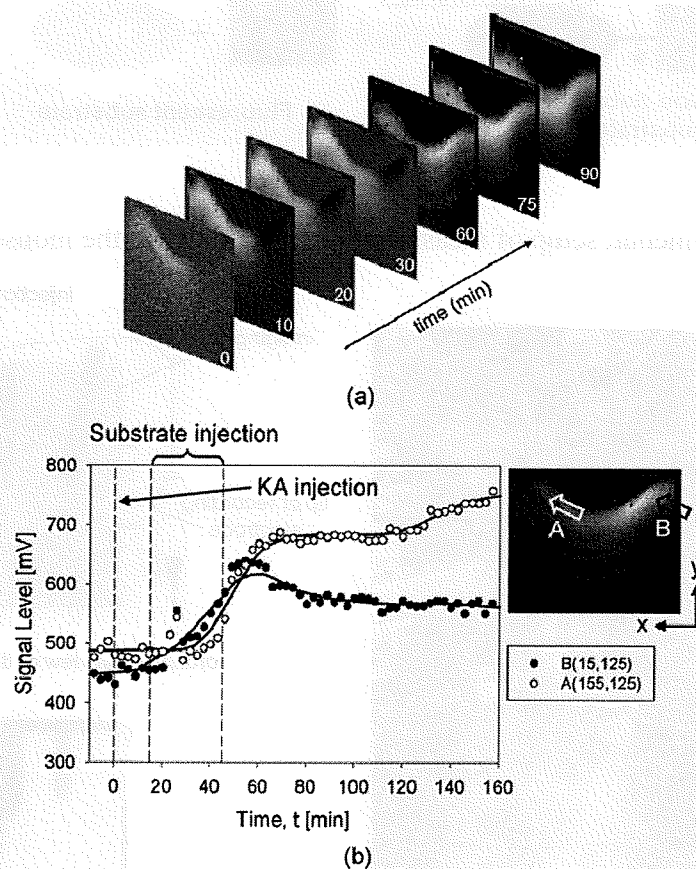 0
10
20
30
60
75
90
time (min)
(a)
Substrate injection
KA injection
800
700
600
500
400
300
Signal Level [mV]
0 20 40 60 80 100 120 140 160
Time, t [min]
A
B
y
x
B(15,125)
A(155,125)
(b)